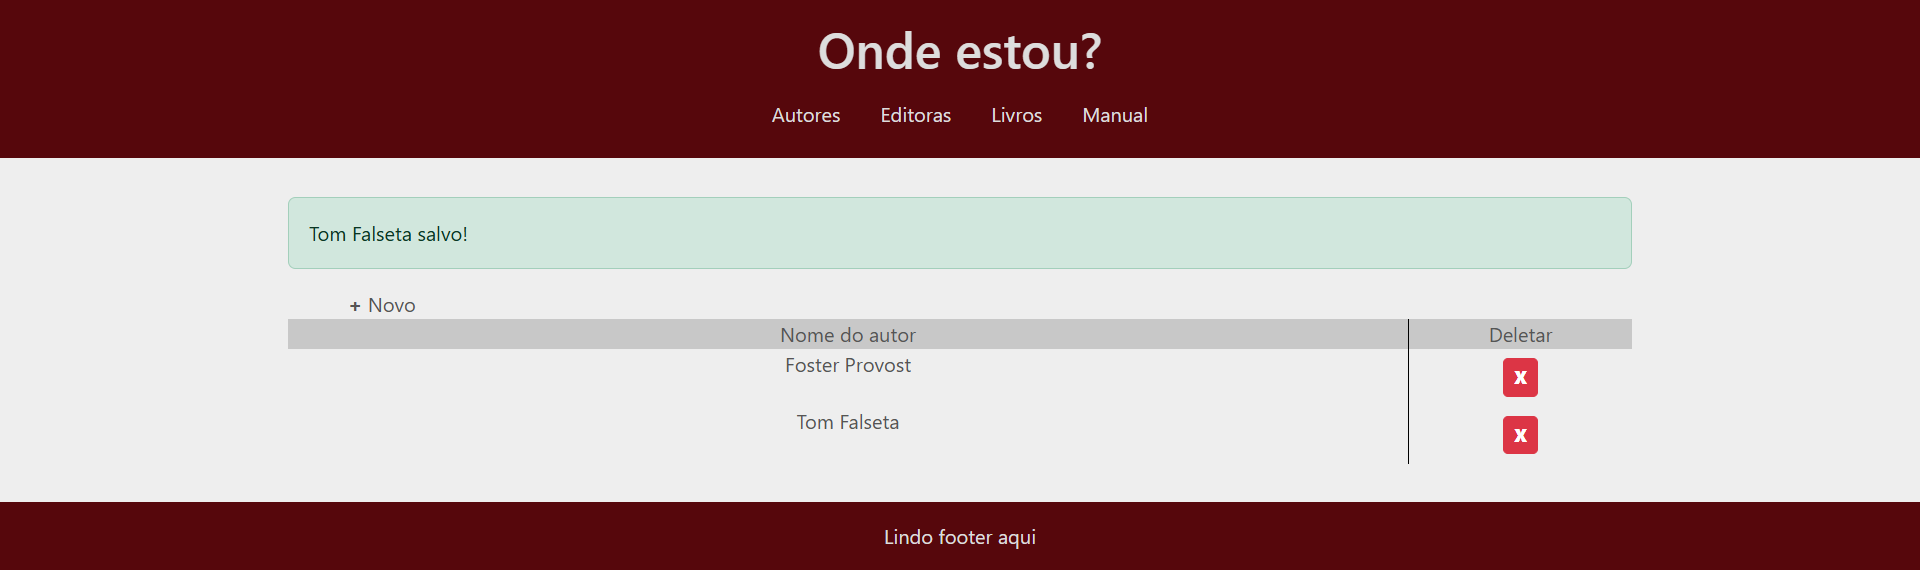 Onde estou?
Autores Editoras Livros Manual
Tom Falseta salvo!
+ Novo
Nome do autor Deletar
Foster Provost X
Tom Falseta X
Lindo footer aqui